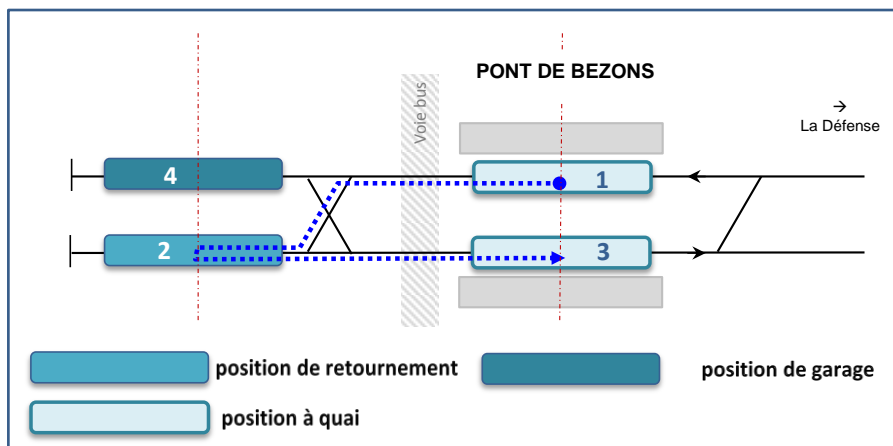 PONT DE BEZONS
→
La Défense
Voie bus
4
1
2
3
position de retournement
position de garage
position à quai